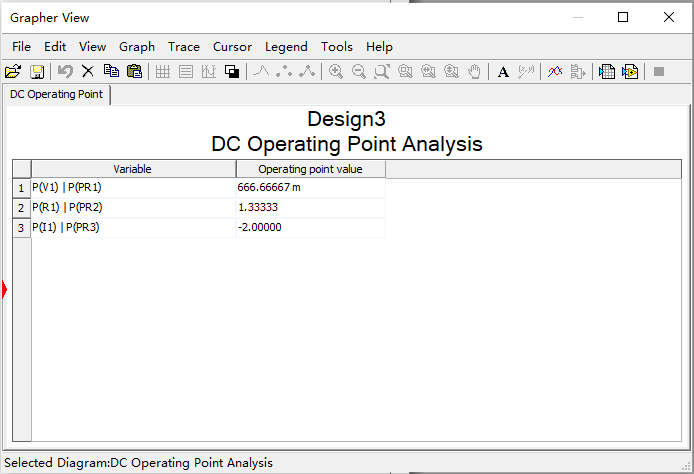 Grapher View
File Edit View Graph Trace Cursor Legend Tools Help
A
DC Operating Point
Design3
DC Operating Point Analysis
Variable Operating point value
1 P(V1) | P(PR1) 666.66667 m
2 P(R1) | P(PR2) 1.33333
3 P(I1) | P(PR3) -2.00000
Selected Diagram:DC Operating Point Analysis